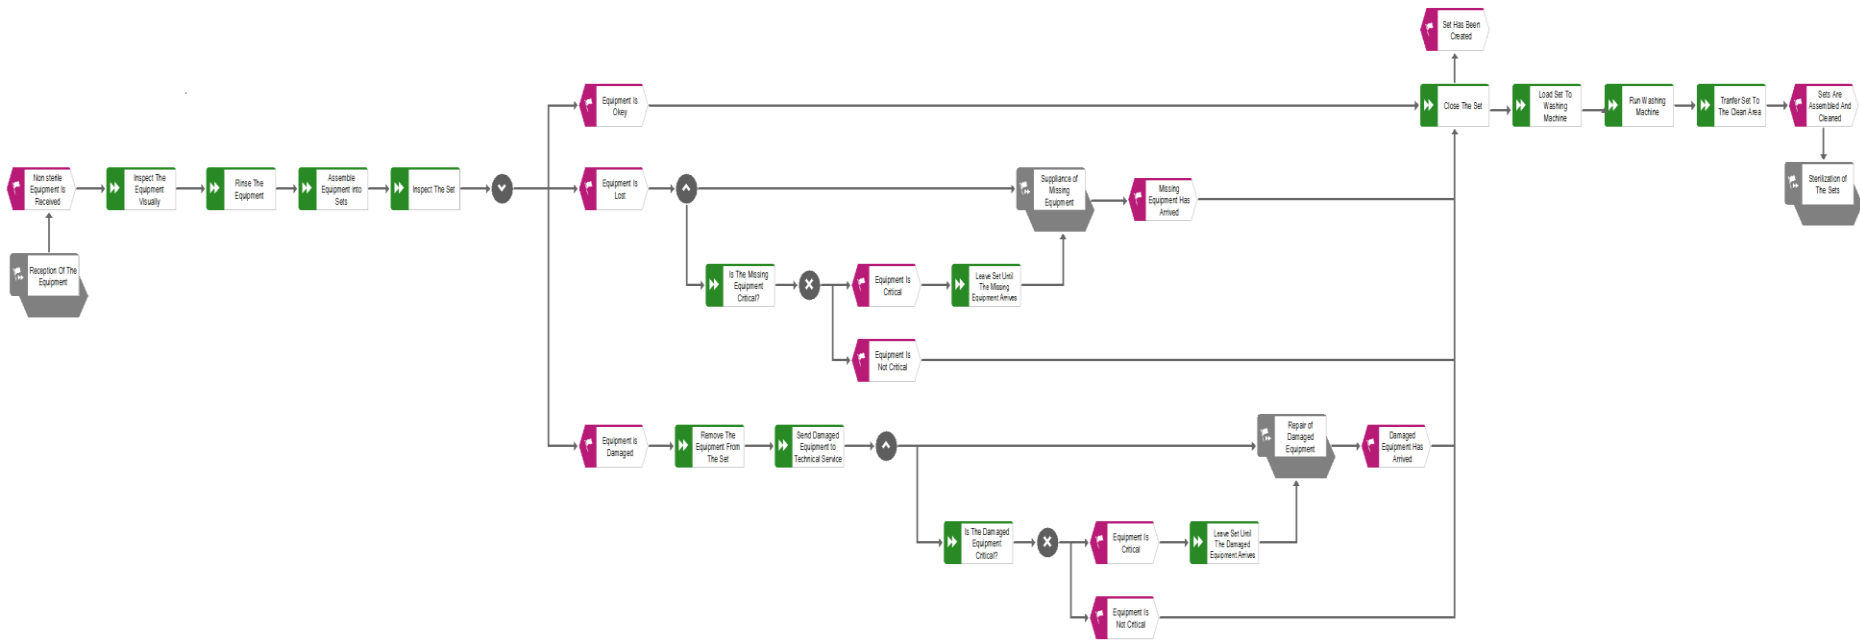 Set Has Been
Created
Equipment Is
Okey
Close The Set
Load Set To
Washing
Machine
Run Washing
Machine
Tranfer Set To
The Clean Area
Sets Are
Assembled And
Cleaned
Non sterile
Equipment Is
Received
Inspect The
Equipment
Visually
Rinse The
Equipment
Assemble
Equipment into
Sets
Inspect The Set
Equipment Is
Lost
Suppliance of
Missing
Equipment
Missing
Equipment Has
Arrived
Sterilization of
The Sets
Reception Of The
Equipment
Is The Missing
Equipment
Critical?
Equipment Is
Critical
Leave Set Until
The Missing
Equipment Arrives
Equipment Is
Not Critical
Equipment is
Damaged
Remove The
Equipment From
The Set
Send Damaged
Equipment to
Technical Service
Repair of
Damaged
Equipment
Damaged
Equipment Has
Arrived
Is The Damaged
Equipment
Critical?
Equipment Is
Critical
Leave Set Until
The Damaged
Equipment Arrives
Equipment Is
Not Critical